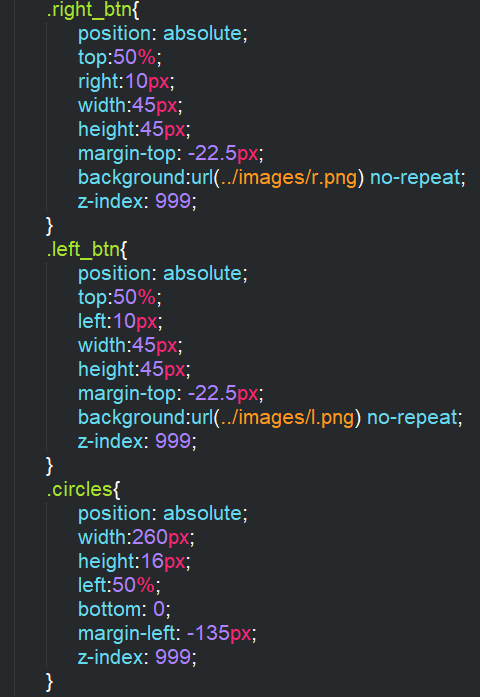 .right_btn{
position: absolute;
top:50%;
right:10px;
width:45px;
height:45px;
margin-top: -22.5px;
background:url(../images/r.png) no-repeat;
z-index: 999;
}
.left_btn{
position: absolute;
top:50%;
left:10px;
width:45px;
height:45px;
margin-top: -22.5px;
background:url(../images/l.png) no-repeat;
z-index: 999;
}
.circles{
position: absolute;
width:260px;
height:16px;
left:50%;
bottom: 0;
margin-left: -135px;
z-index: 999;
}